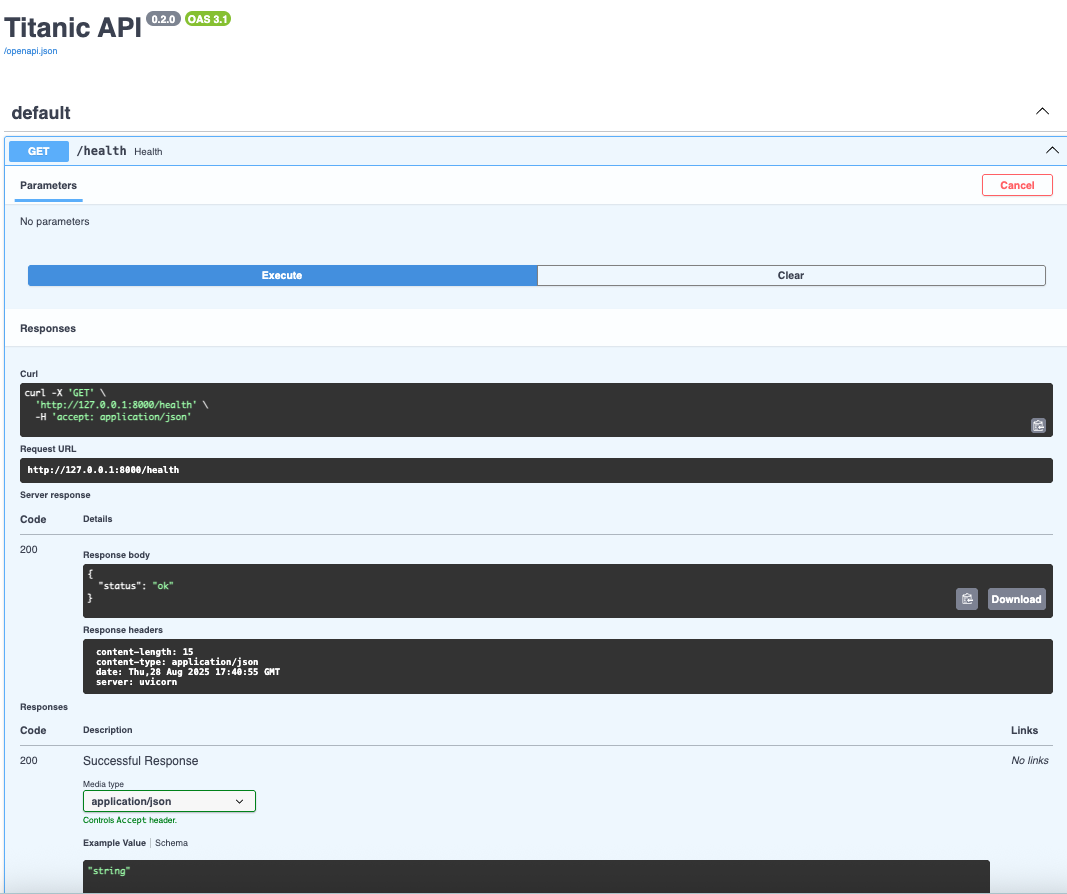 Titanic API 0.2.0 OAS 3.1
/openapi.json
default
GET /health Health
Parameters Cancel
No parameters
Execute Clear
Responses
Curl
curl -X 'GET' \
'http://127.0.0.1:8000/health' \
-H 'accept: application/json'
Request URL
http://127.0.0.1:8000/health
Server response
Code Details
200
Response body
{
"status": "ok"
}
Download
Response headers
content-length: 15
content-type: application/json
date: Thu,28 Aug 2025 17:40:55 GMT
server: uvicorn
Responses
Code Description Links
200 Successful Response No links
Media type
application/json
Controls Accept header.
Example Value Schema
"string"